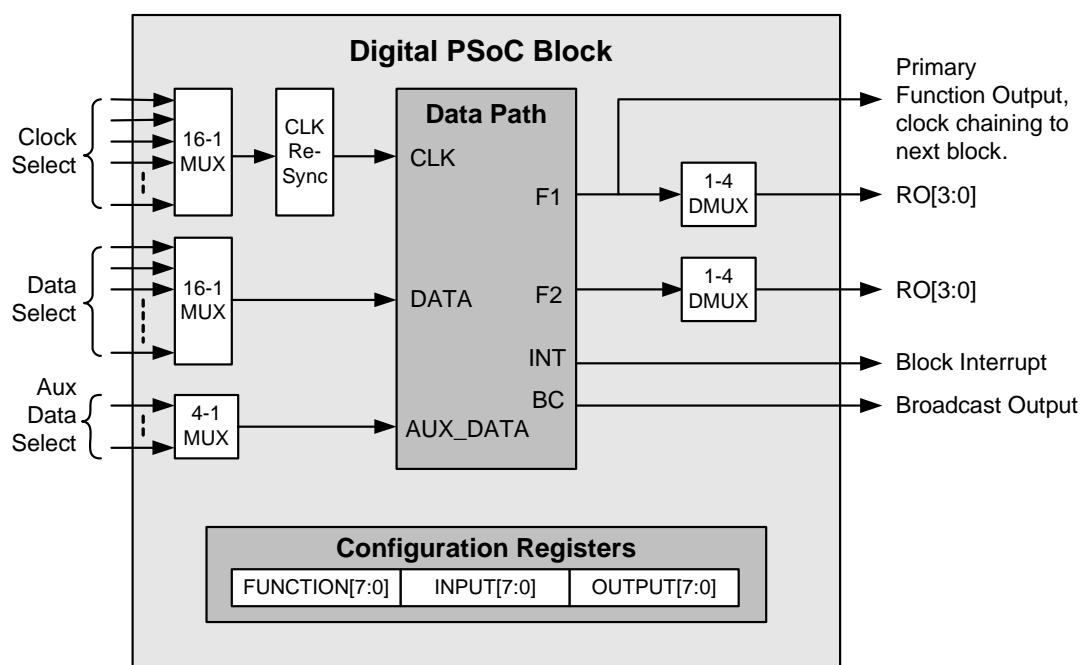 Digital PSoC Block
Clock
Select
16-1
MUX
CLK
Re-
Sync
Data Path
CLK
F1
Primary
Function Output,
clock chaining to
next block.
1-4
DMUX
RO[3:0]
Data
Select
16-1
MUX
DATA
F2
1-4
DMUX
RO[3:0]
INT
Block Interrupt
BC
Broadcast Output
Aux
Data
Select
4-1
MUX
AUX_DATA
Configuration Registers
FUNCTION[7:0]
INPUT[7:0]
OUTPUT[7:0]